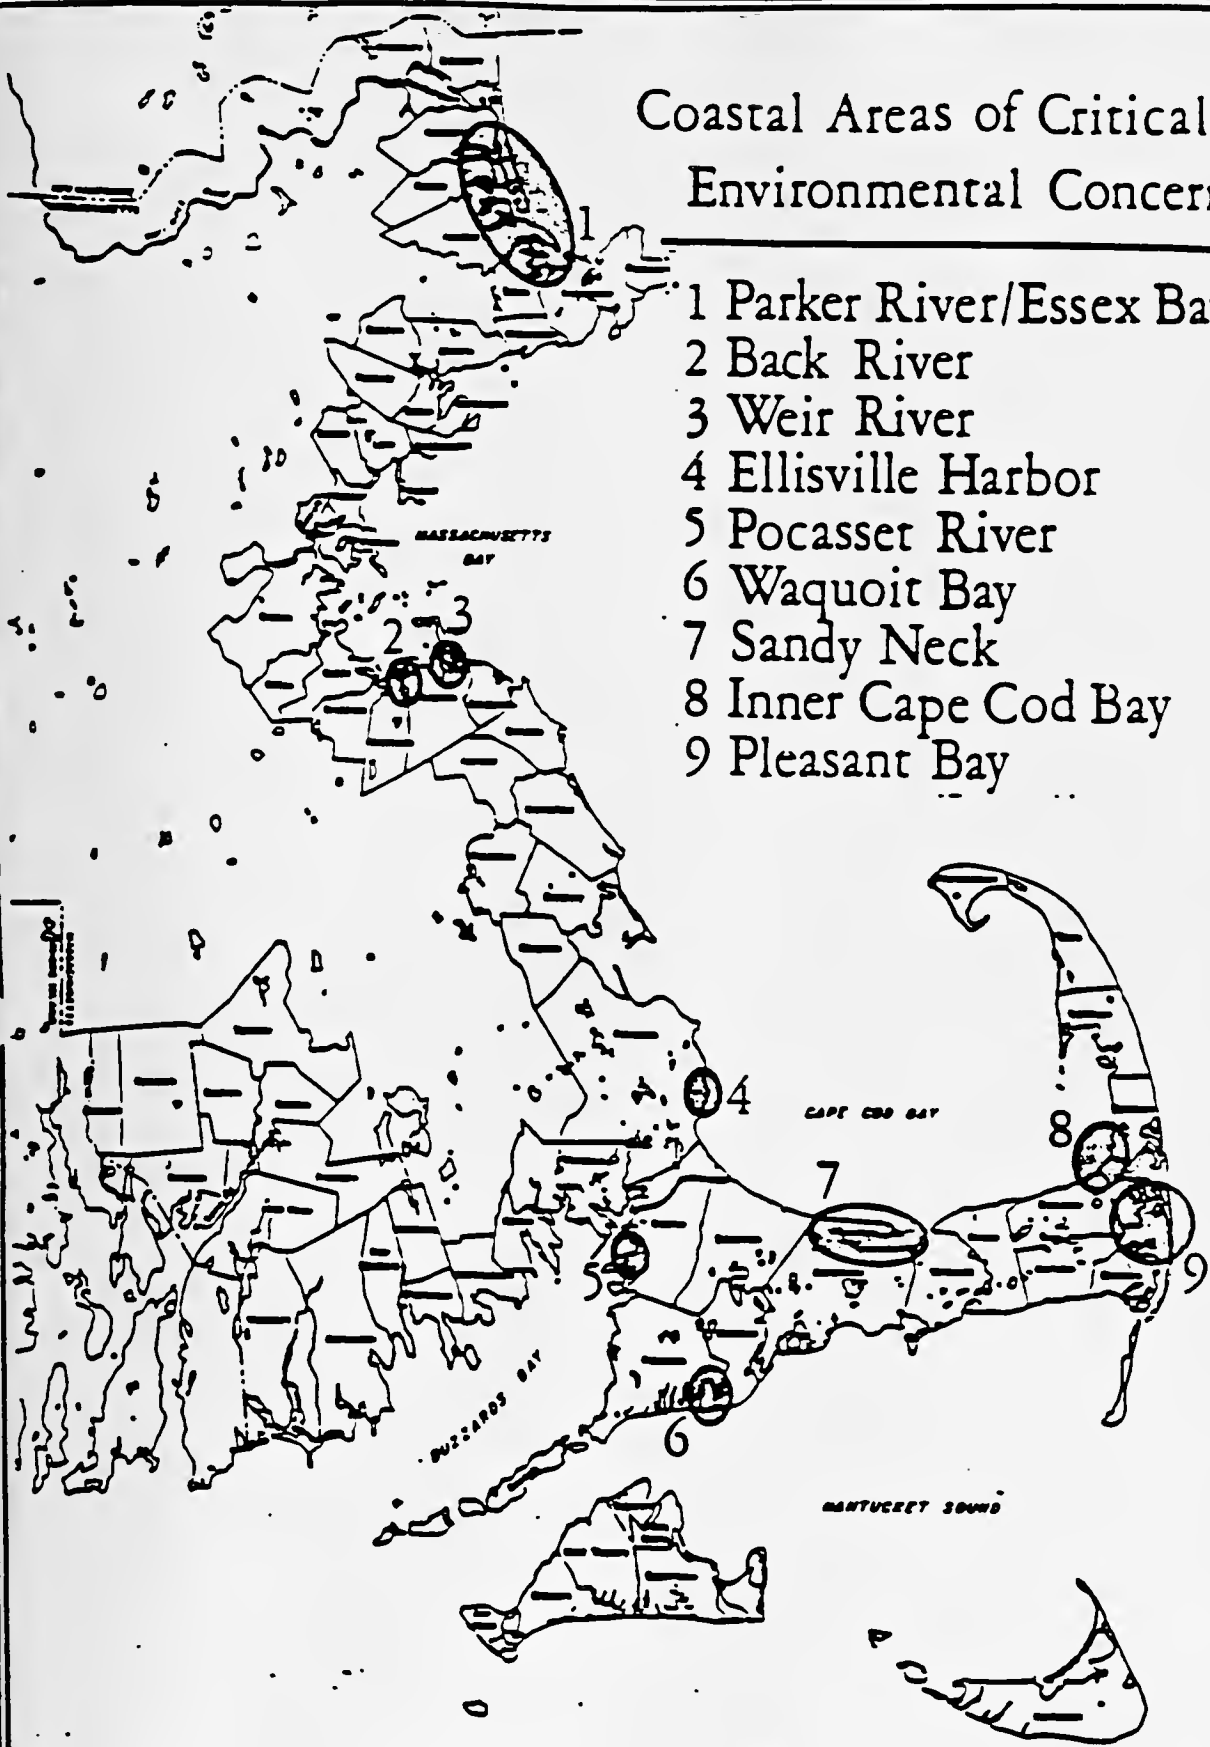 Coastal Areas of Critical
Environmental Concern
1 Parker River/Essex Ba
2 Back River
3 Weir River
4 Ellisville Harbor
5 Pocasset River
6 Waquoit Bay
7 Sandy Neck
8 Inner Cape Cod Bay
9 Pleasant Bay
1
MASSACHUSETTS
BAY
3
2
4
CAPE COD BAY
8
7
9
5
BUZZARDS BAY
6
NANTUCKET SOUND